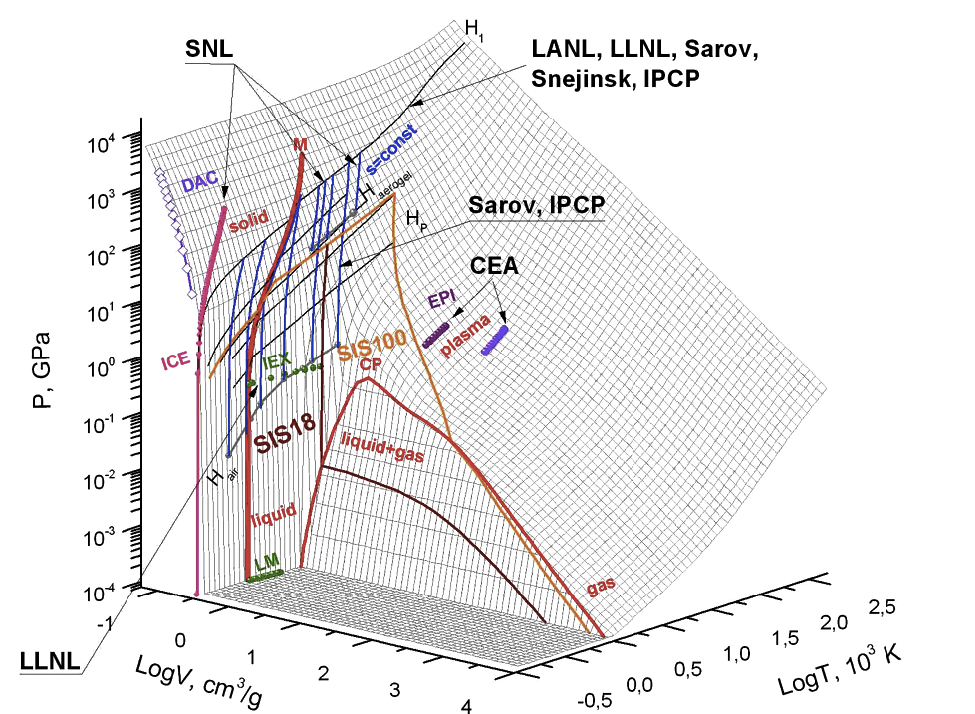 H1
SNL
LANL, LLNL, Sarov,
Snejinsk, IPCP
10^4
M
s=const
DAC
H aerogel
10^3
solid
Sarov, IPCP
HP
10^2
CEA
EPI
10^1
plasma
P, GPa
SIS100
ICE
IEX
CP
10^0
10^-1
SIS18
liquid+gas
H air
10^-2
liquid
10^-3
LM
gas
10^-4
-1
0
1
2
3
4
LLNL
LogV, cm^3/g
-0,5
0,0
0,5
1,0
1,5
2,0
2,5
LogT, 10^3 K